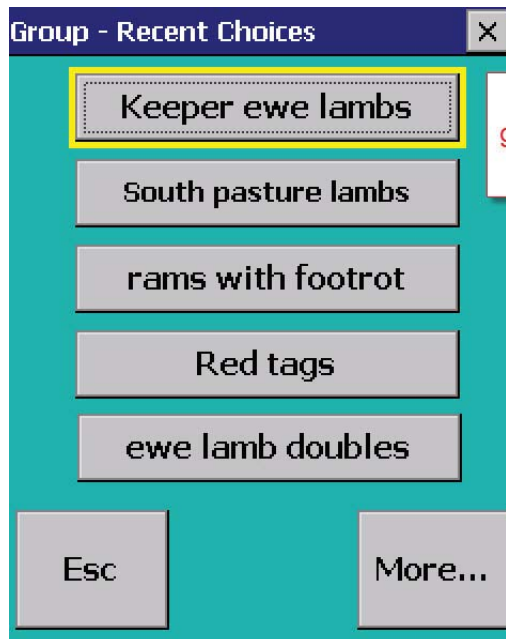 Group - Recent Choices
Keeper ewe lambs
South pasture lambs
rams with footrot
Red tags
ewe lamb doubles
Esc
More...